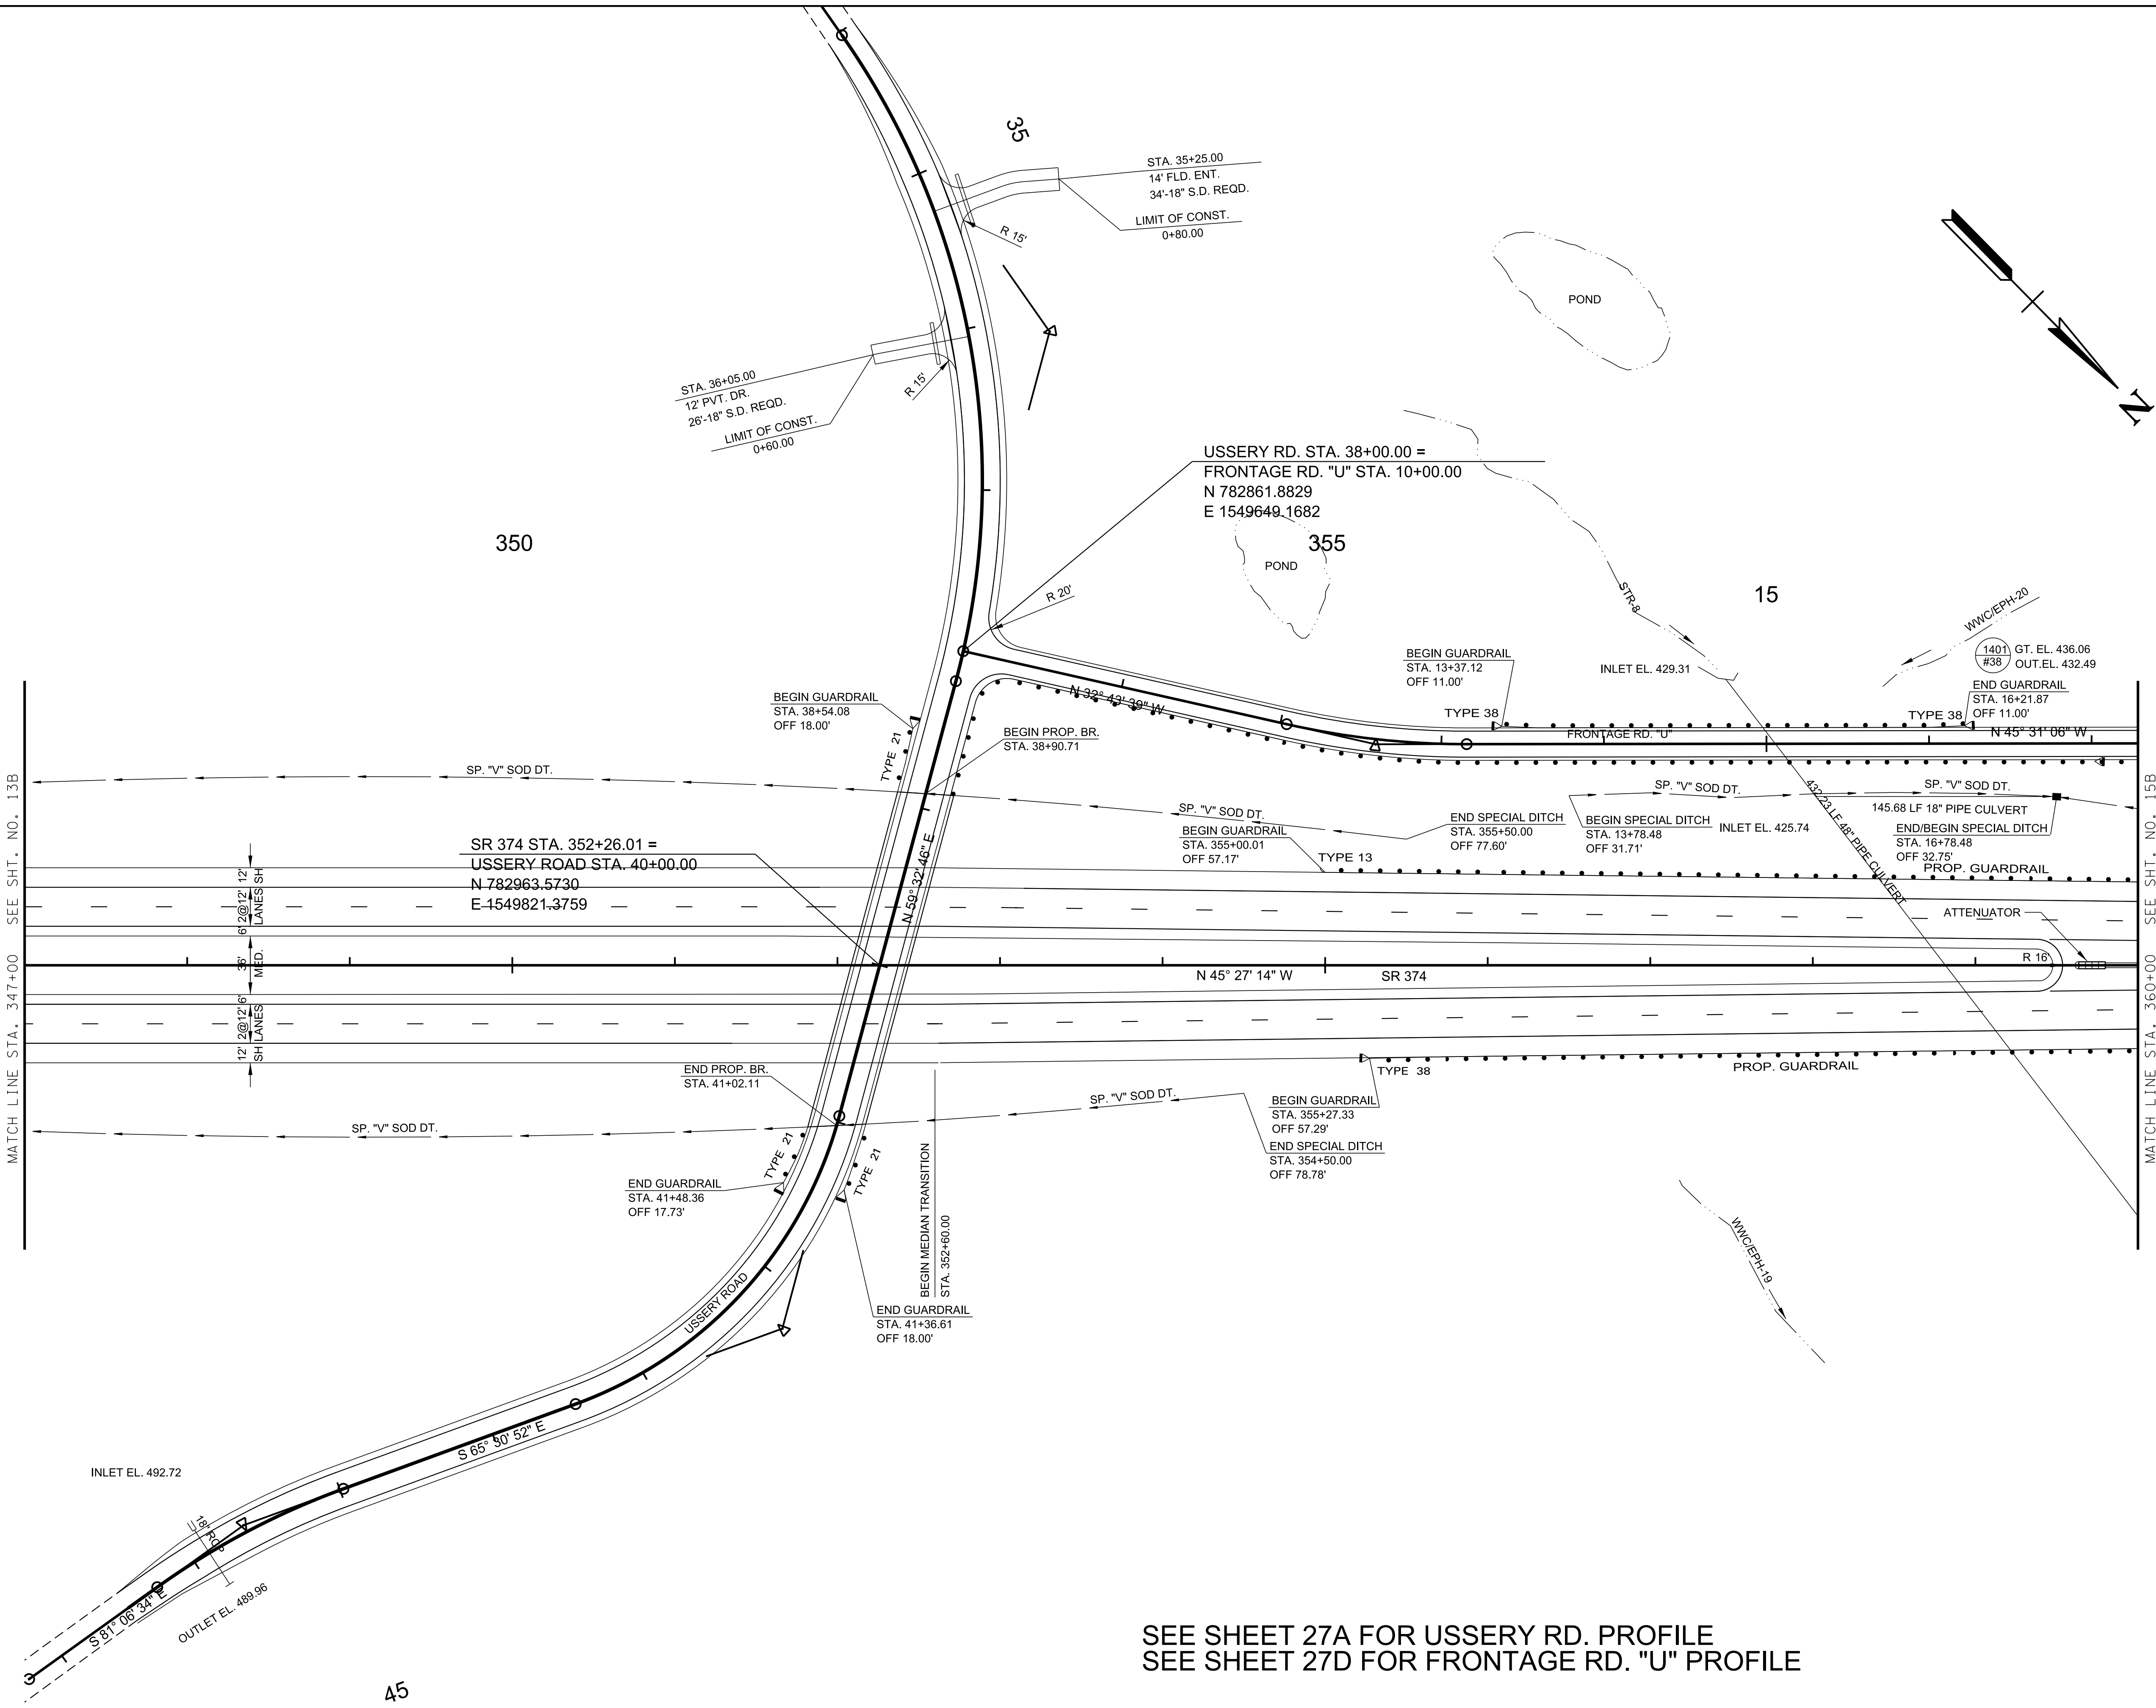 35
STA. 35+25.00
14' FLD. ENT.
34'-18" S.D. REQD.
LIMIT OF CONST.
0+80.00
R 15'
POND
N
STA. 36+05.00
12' PVT. DR.
26'-18" S.D. REQD.
LIMIT OF CONST.
0+60.00
R 15'
USSERY RD. STA. 38+00.00 =
FRONTAGE RD. "U" STA. 10+00.00
N 782861.8829
E 1549649.1682
350
355
POND
15
STR-8
WWC/EPH-20
R 20'
1401
#38
GT. EL. 436.06
OUT.EL. 432.49
BEGIN GUARDRAIL
STA. 13+37.12
OFF 11.00'
INLET EL. 429.31
END GUARDRAIL
STA. 16+21.87
OFF 11.00'
BEGIN GUARDRAIL
STA. 38+54.08
OFF 18.00'
N 32° 43' 39" W
TYPE 38
TYPE 38
FRONTAGE RD. "U"
N 45° 31' 06" W
TYPE 21
BEGIN PROP. BR.
STA. 38+90.71
SP. "V" SOD DT.
SP. "V" SOD DT.
SP. "V" SOD DT.
SP. "V" SOD DT.
432.23 LF 48" PIPE CULVERT
145.68 LF 18" PIPE CULVERT
END SPECIAL DITCH
STA. 355+50.00
OFF 77.60'
BEGIN SPECIAL DITCH
STA. 13+78.48
OFF 31.71'
INLET EL. 425.74
END/BEGIN SPECIAL DITCH
STA. 16+78.48
OFF 32.75'
BEGIN GUARDRAIL
STA. 355+00.01
OFF 57.17'
TYPE 13
PROP. GUARDRAIL
SR 374 STA. 352+26.01 =
USSERY ROAD STA. 40+00.00
N 782963.5730
E 1549821.3759
N 59° 32' 46" E
MATCH LINE STA. 347+00 SEE SHT. NO. 13B
MATCH LINE STA. 360+00 SEE SHT. NO. 15B
6' 2@12' 12'
LANES SH
36'
MED.
12' 2@12' 6'
SH LANES
ATTENUATOR
R 16'
N 45° 27' 14" W
SR 374
END PROP. BR.
STA. 41+02.11
TYPE 38
PROP. GUARDRAIL
SP. "V" SOD DT.
SP. "V" SOD DT.
BEGIN GUARDRAIL
STA. 355+27.33
OFF 57.29'
END SPECIAL DITCH
STA. 354+50.00
OFF 78.78'
TYPE 21
TYPE 21
END GUARDRAIL
STA. 41+48.36
OFF 17.73'
BEGIN MEDIAN TRANSITION
STA. 352+60.00
END GUARDRAIL
STA. 41+36.61
OFF 18.00'
WWC/EPH-19
USSERY ROAD
S 65° 30' 52" E
INLET EL. 492.72
18" RCP
OUTLET EL. 489.96
S 81° 06' 34" E
45
SEE SHEET 27A FOR USSERY RD. PROFILE
SEE SHEET 27D FOR FRONTAGE RD. "U" PROFILE